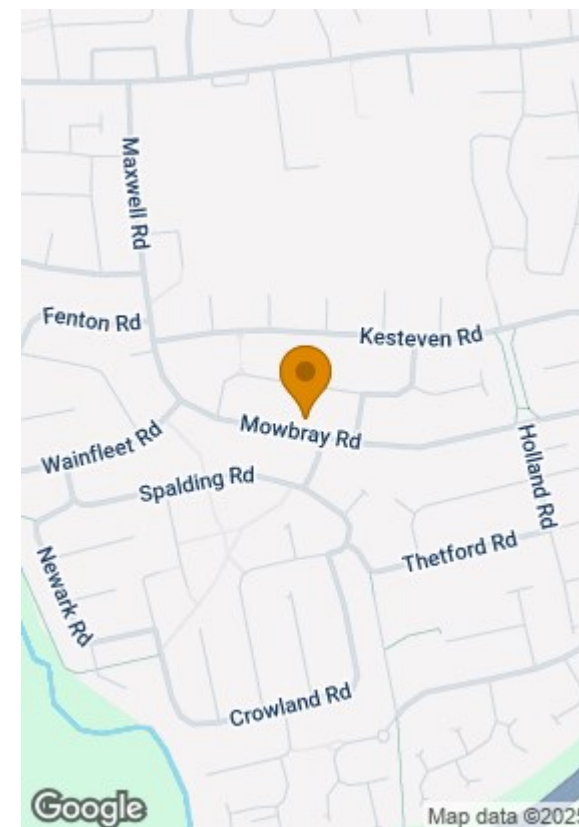 Maxwell Rd
Fenton Rd
Kesteven Rd
Mowbray Rd
Wainfleet Rd
Spalding Rd
Holland Rd
Thetford Rd
Newark Rd
Crowland Rd
Google
Map data ©2025